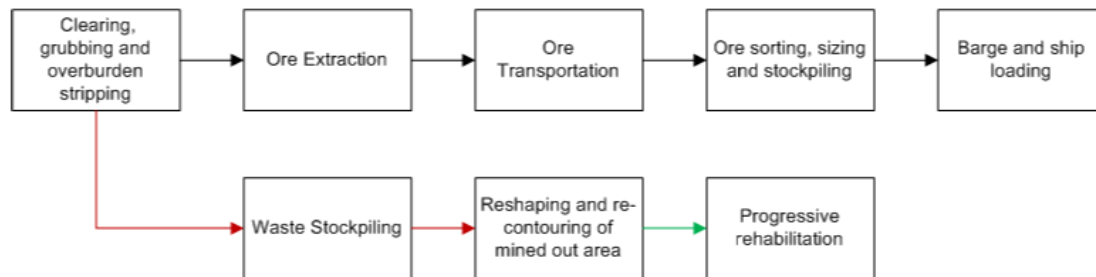 Clearing,
grubbing and
overburden
stripping
Ore Extraction
Ore
Transportation
Ore sorting, sizing
and stockpiling
Barge and ship
loading
Waste Stockpiling
Reshaping and re-
contouring of
mined out area
Progressive
rehabilitation